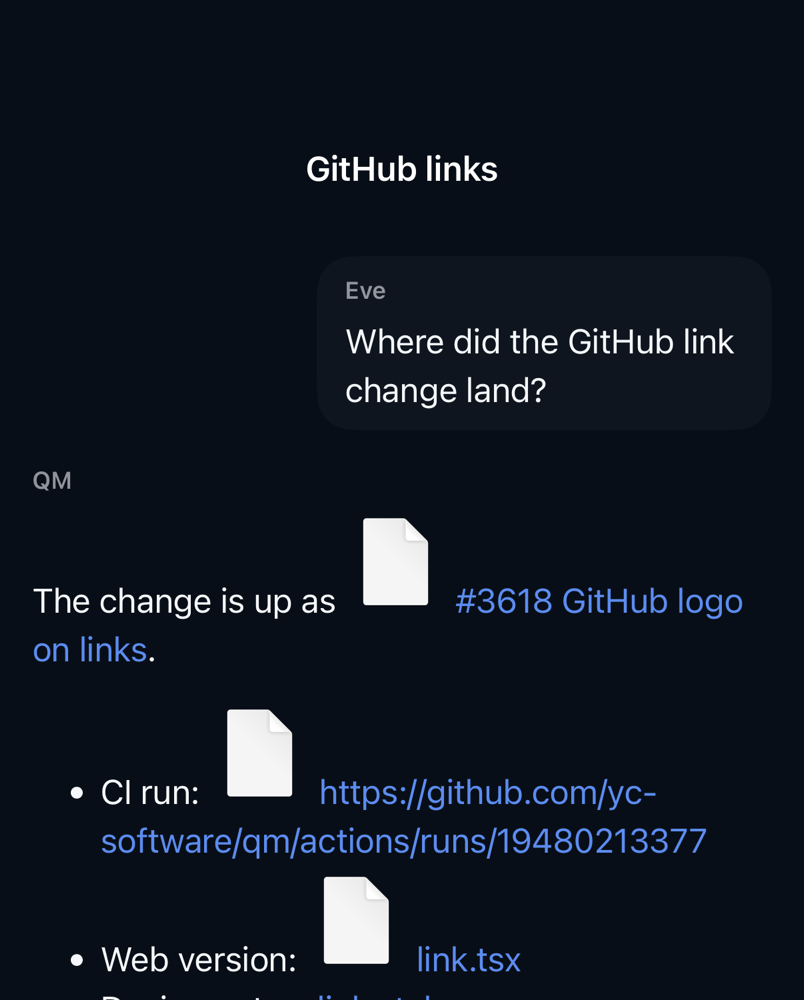 GitHub links
Eve
Where did the GitHub link
change land?
QM
The change is up as #3618 GitHub logo
on links.
• CI run: https://github.com/yc-
software/qm/actions/runs/19480213377
• Web version: link.tsx